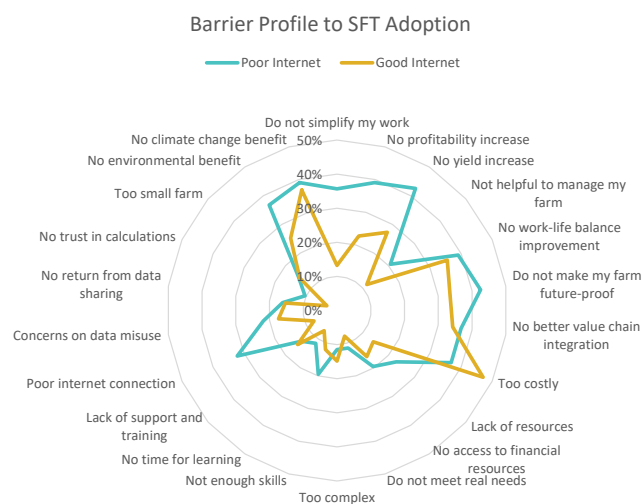 Barrier Profile to SFT Adoption
Poor Internet
Good Internet
Do not simplify my work
No profitability increase
No yield increase
Not helpful to manage my
farm
No work-life balance
improvement
Do not make my farm
future-proof
No better value chain
integration
Too costly
Lack of resources
No access to financial
resources
Do not meet real needs
Too complex
Not enough skills
No time for learning
Lack of support and
training
Poor internet connection
Concerns on data misuse
No return from data
sharing
No trust in calculations
Too small farm
No environmental benefit
No climate change benefit
50%
40%
30%
20%
10%
0%